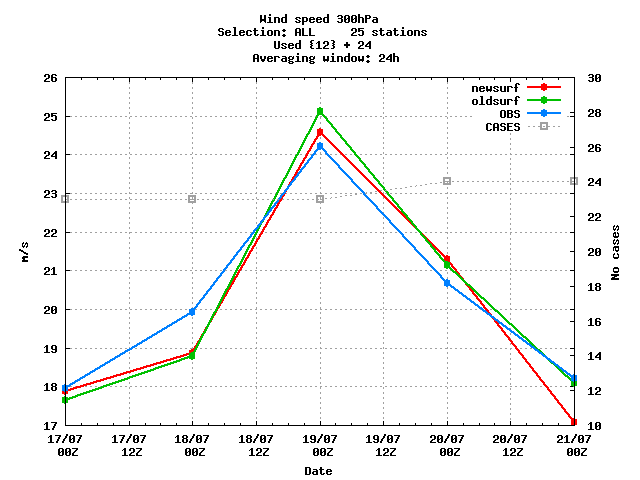 Wind speed 300hPa
Selection: ALL     25 stations
Used {12} + 24
Averaging window: 24h
26 30
newsurf
oldsurf
OBS
CASES
25 28
24 26
23 24
22 22
21 20
20 18
19 16
18 14
17 12
10
m/s
No cases
17/07 17/07 18/07 18/07 19/07 19/07 20/07 20/07 21/07
00Z 12Z 00Z 12Z 00Z 12Z 00Z 12Z 00Z
Date